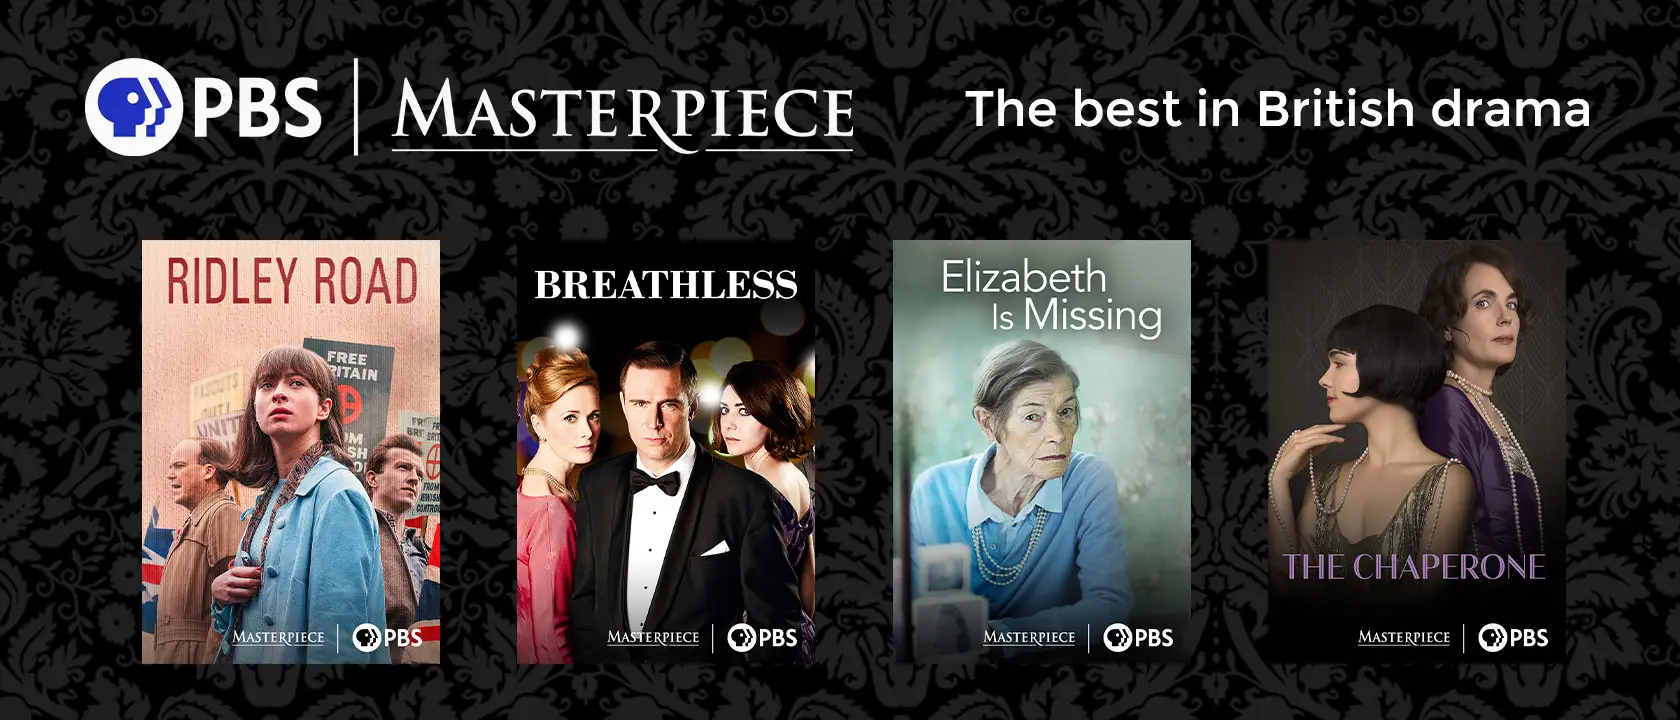 PBS
MASTERPIECE
The best in British drama
RIDLEY ROAD
FREE
MASTERPIECE
PBS
BREATHLESS
MASTERPIECE
PBS
Elizabeth
Is Missing
MASTERPIECE
PBS
THE CHAPERONE
MASTERPIECE
PBS